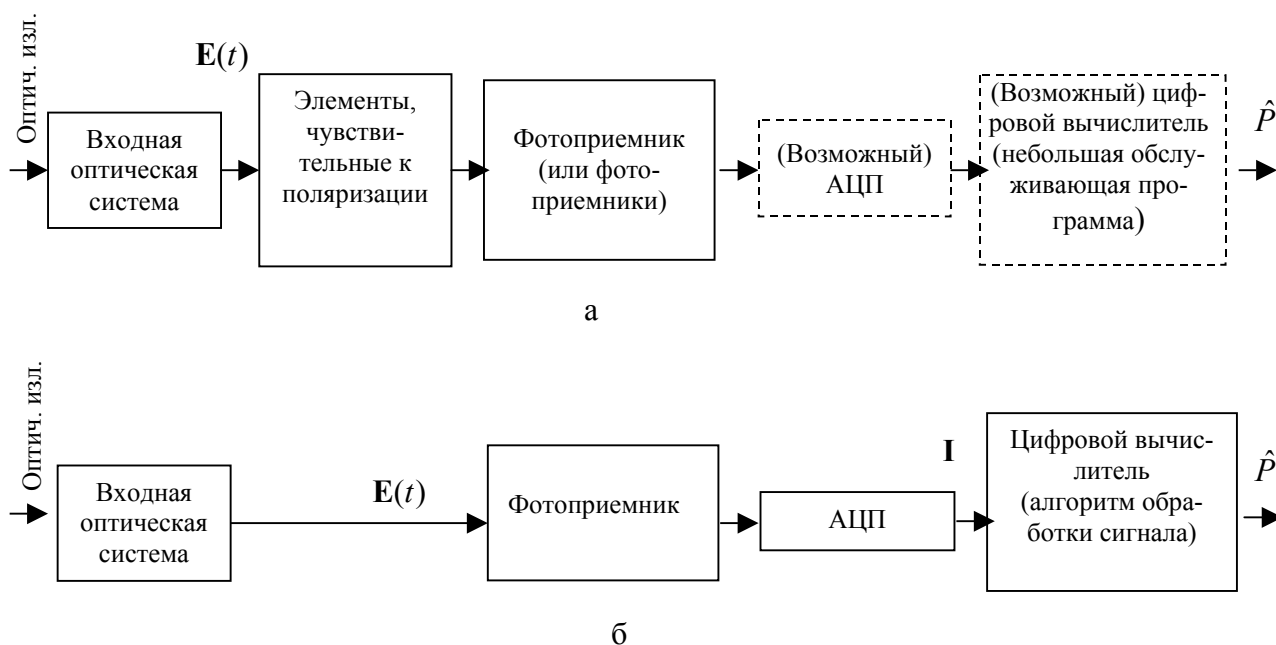 Оптич. изл.
E(t)
Входная
оптическая
система
Элементы,
чувстви-
тельные к
поляризации
Фотоприемник
(или фото-
приемники)
(Возможный)
АЦП
(Возможный) циф-
ровой вычислитель
(небольшая обслу-
живающая про-
грамма)
P̂
а
Оптич. изл.
Входная
оптическая
система
E(t)
Фотоприемник
АЦП
I
Цифровой вычис-
литель
(алгоритм обра-
ботки сигнала)
P̂
б